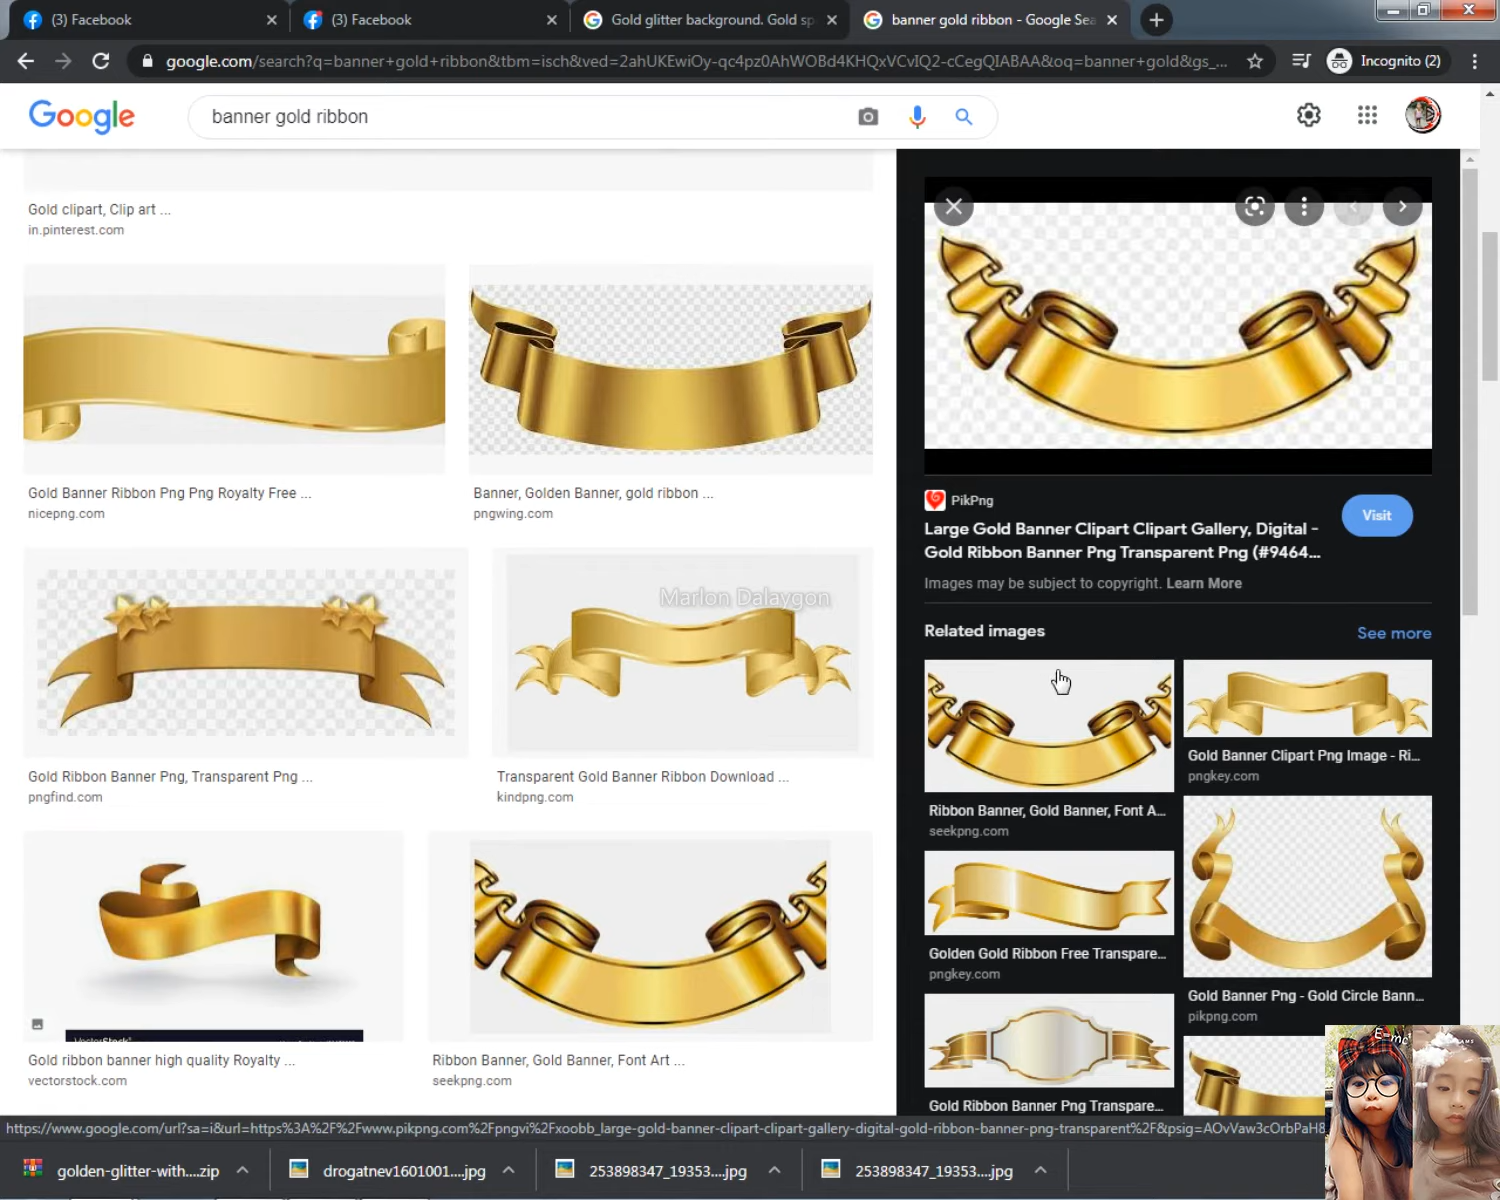 (3) Facebook
(3) Facebook
Gold glitter background. Gold sp
banner gold ribbon - Google Sea
google.com/search?q=banner+gold+ribbon&tbm=isch&ved=2ahUKEwiOy-qc4pz0AhWOBd4KHQxVCvIQ2-cCegQIABAA&oq=banner+gold&gs_...
Incognito (2)
Google
banner gold ribbon
Gold clipart, Clip art ...
in.pinterest.com
Gold Banner Ribbon Png Png Royalty Free ...
nicepng.com
Banner, Golden Banner, gold ribbon ...
pngwing.com
Marlon Dalaygon
Gold Ribbon Banner Png, Transparent Png ...
pngfind.com
Transparent Gold Banner Ribbon Download ...
kindpng.com
VectorStock
Gold ribbon banner high quality Royalty ...
vectorstock.com
Ribbon Banner, Gold Banner, Font Art ...
seekpng.com
PikPng
Visit
Large Gold Banner Clipart Clipart Gallery, Digital -
Gold Ribbon Banner Png Transparent Png (#9464...
Images may be subject to copyright. Learn More
Related images
See more
Ribbon Banner, Gold Banner, Font A...
seekpng.com
Gold Banner Clipart Png Image - Ri...
pngkey.com
Golden Gold Ribbon Free Transpare...
pngkey.com
Gold Banner Png - Gold Circle Bann...
pikpng.com
Gold Ribbon Banner Png Transpare...
https://www.google.com/url?sa=i&url=https%3A%2F%2Fwww.pikpng.com%2Fpngvi%2Fxoobb_large-gold-banner-clipart-clipart-gallery-digital-gold-ribbon-banner-png-transparent%2F&psig=AOvVaw3cOrbPaH8
golden-glitter-with....zip
drogatnev1601001....jpg
253898347_19353....jpg
253898347_19353....jpg